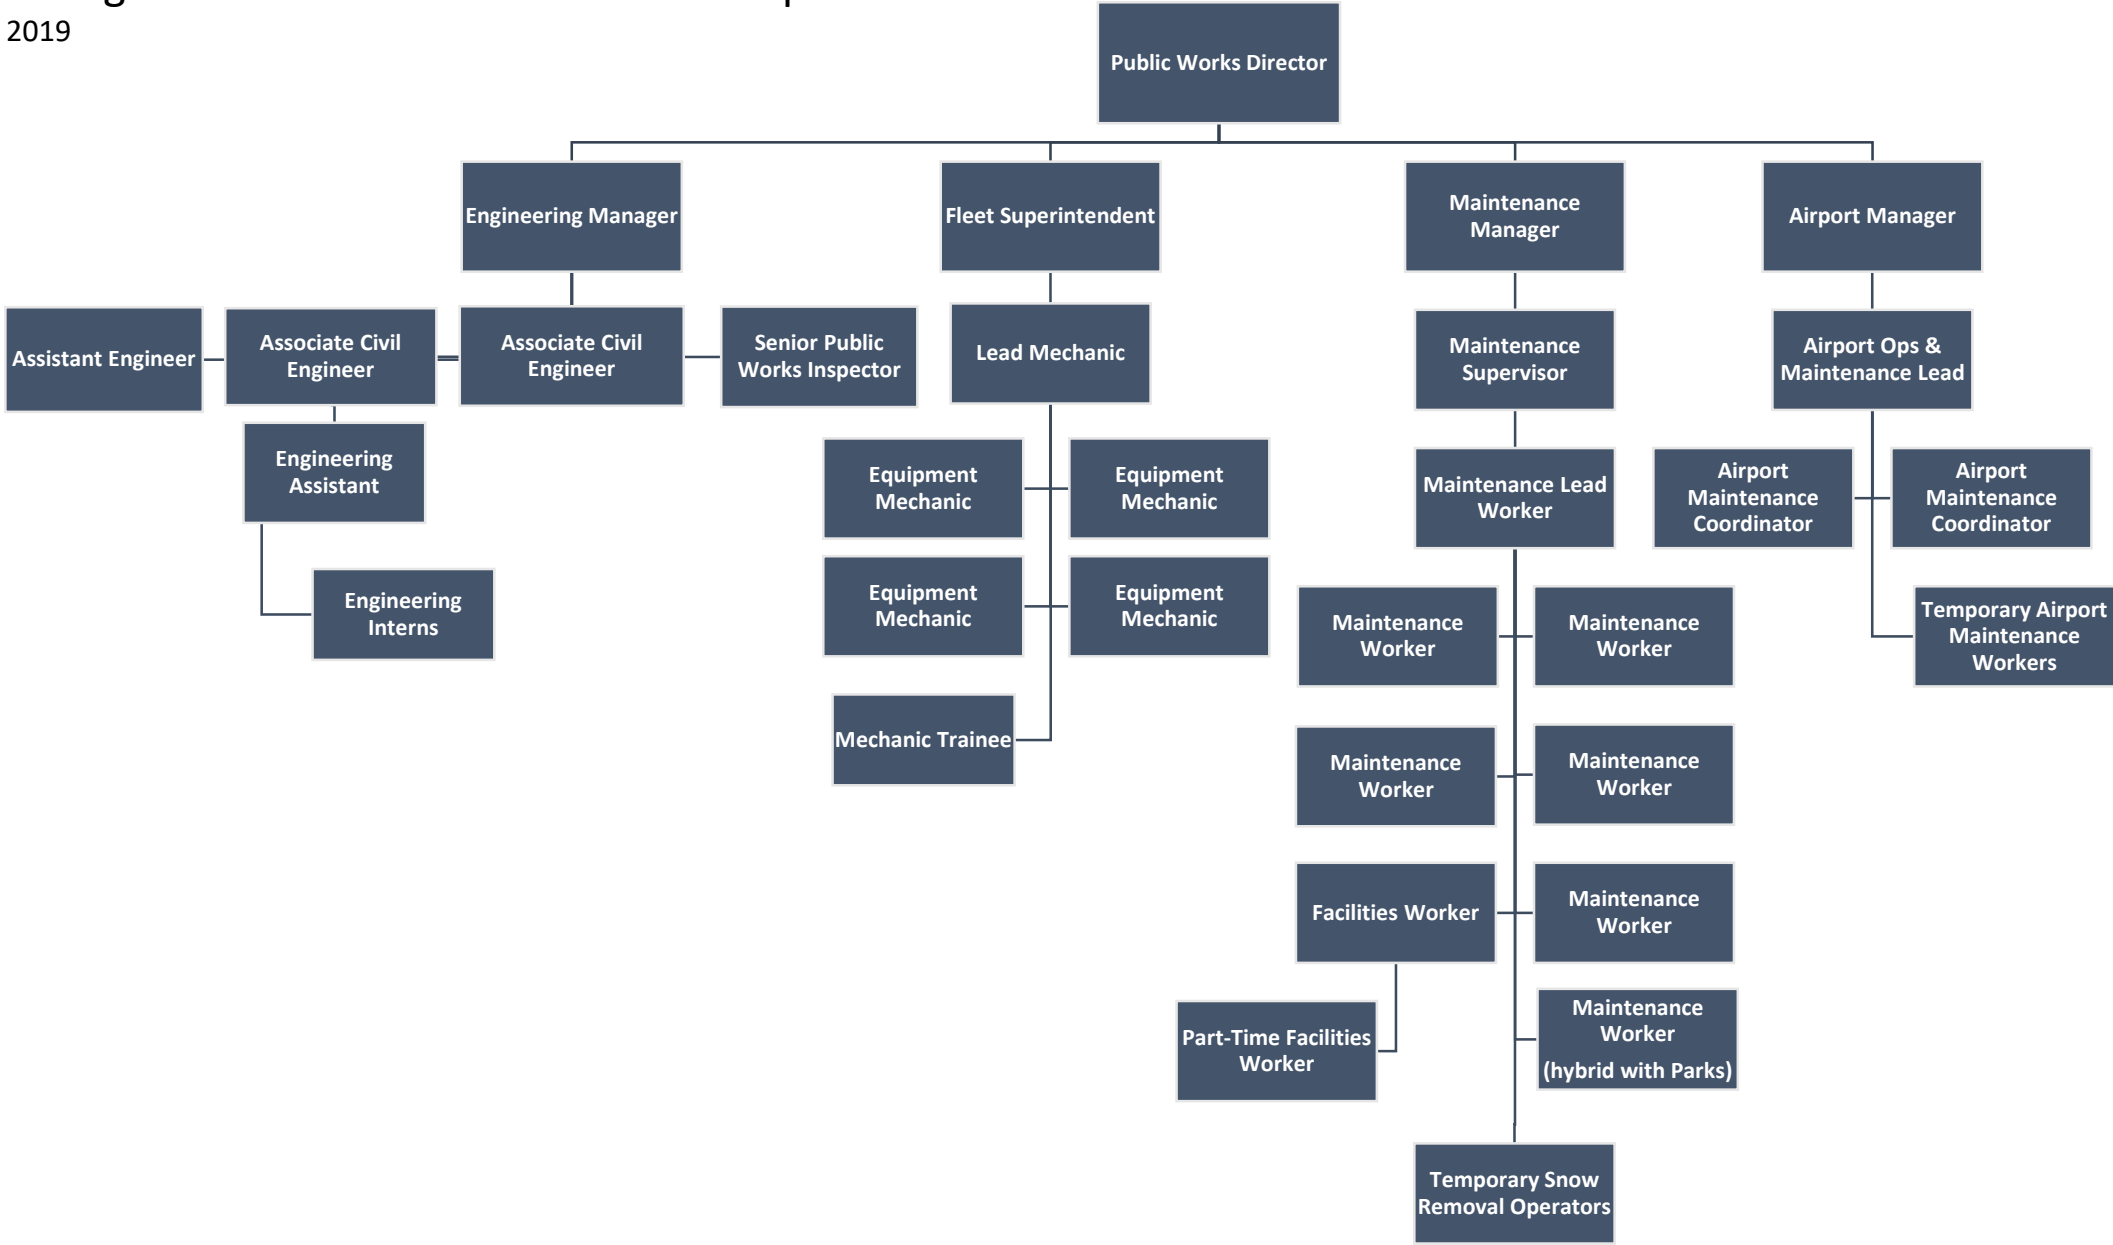 2019
Public Works Director
Engineering Manager
Fleet Superintendent
Maintenance
Manager
Airport Manager
Assistant Engineer
Associate Civil
Engineer
Associate Civil
Engineer
Senior Public
Works Inspector
Lead Mechanic
Maintenance
Supervisor
Airport Ops &
Maintenance Lead
Engineering
Assistant
Equipment
Mechanic
Equipment
Mechanic
Maintenance Lead
Worker
Airport
Maintenance
Coordinator
Airport
Maintenance
Coordinator
Engineering
Interns
Equipment
Mechanic
Equipment
Mechanic
Maintenance
Worker
Maintenance
Worker
Temporary Airport
Maintenance
Workers
Mechanic Trainee
Maintenance
Worker
Maintenance
Worker
Facilities Worker
Maintenance
Worker
Part-Time Facilities
Worker
Maintenance
Worker
(hybrid with Parks)
Temporary Snow
Removal Operators